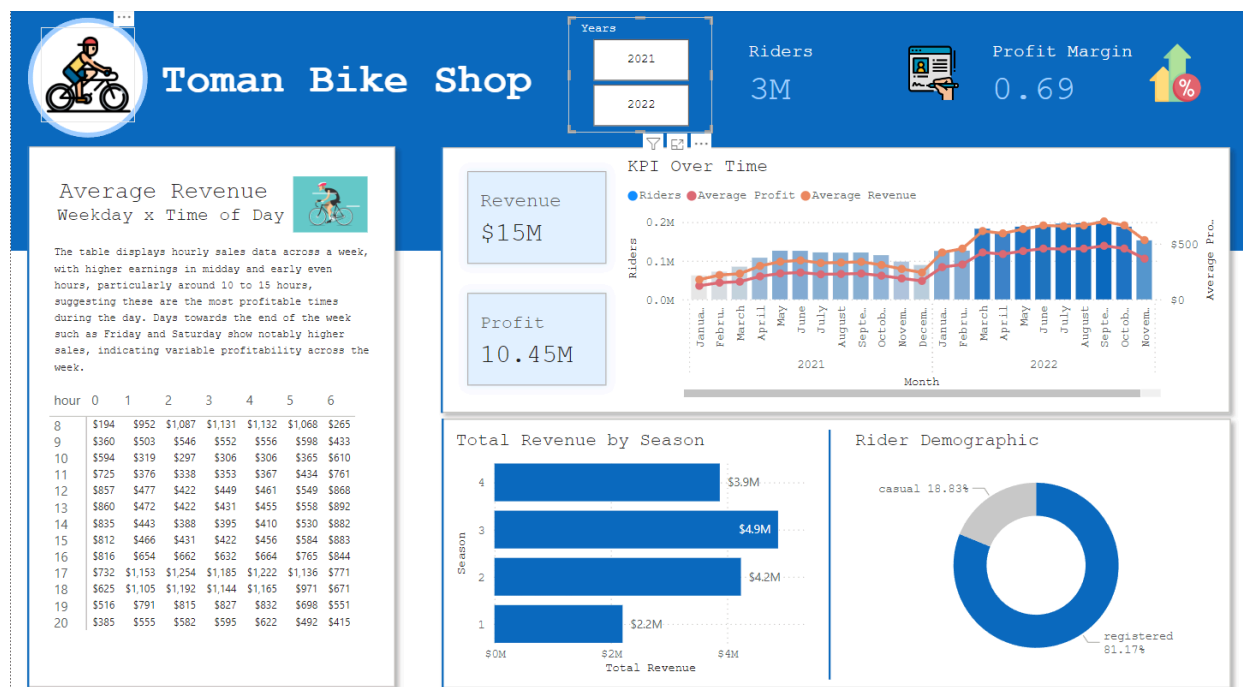 Toman Bike Shop
Years
2021
2022
Riders
3M
Profit Margin
0.69
%
Average Revenue
Weekday x Time of Day
The table displays hourly sales data across a week,
with higher earnings in midday and early even
hours, particularly around 10 to 15 hours,
suggesting these are the most profitable times
during the day. Days towards the end of the week
such as Friday and Saturday show notably higher
sales, indicating variable profitability across the
week.
hour 0 1 2 3 4 5 6
8 $194 $952 $1,087 $1,131 $1,132 $1,068 $265
9 $360 $503 $546 $552 $556 $598 $433
10 $594 $319 $297 $306 $306 $365 $610
11 $725 $376 $338 $353 $367 $434 $761
12 $857 $477 $422 $449 $461 $549 $868
13 $860 $472 $422 $431 $455 $558 $892
14 $835 $443 $388 $395 $410 $530 $882
15 $812 $466 $431 $422 $456 $584 $883
16 $816 $654 $662 $632 $664 $765 $844
17 $732 $1,153 $1,254 $1,185 $1,222 $1,136 $771
18 $625 $1,105 $1,192 $1,144 $1,165 $971 $671
19 $516 $791 $815 $827 $832 $698 $551
20 $385 $555 $582 $595 $622 $492 $415
Revenue
$15M
Profit
10.45M
KPI Over Time
Riders Average Profit Average Revenue
Riders
0.2M
0.1M
0.0M
$500
$0
Average Pro…
Janua… Febru… March April May June July August Septe… Octob… Novem… Decem… Janua… Febru… March April May June July August Septe… Octob… Novem…
2021 2022
Month
Total Revenue by Season
Season
4 $3.9M
3 $4.9M
2 $4.2M
1 $2.2M
$0M $2M $4M
Total Revenue
Rider Demographic
casual 18.83%
registered
81.17%